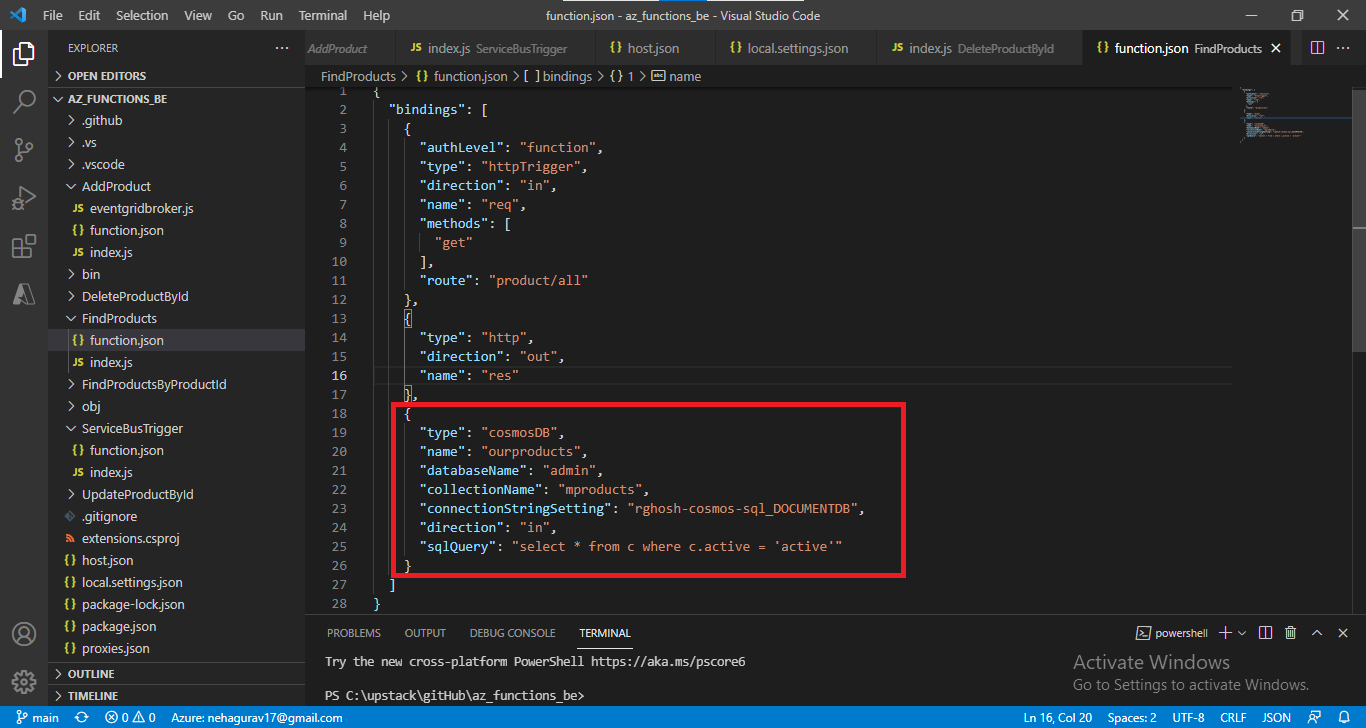 File Edit Selection View Go Run Terminal Help function.json - az_functions_be - Visual Studio Code
EXPLORER
AddProduct index.js ServiceBusTrigger host.json local.settings.json index.js DeleteProductById function.json FindProducts
OPEN EDITORS
AZ_FUNCTIONS_BE
.github
.vs
.vscode
AddProduct
JS eventgridbroker.js
{} function.json
JS index.js
bin
DeleteProductById
FindProducts
{} function.json
JS index.js
FindProductsByProductId
obj
ServiceBusTrigger
{} function.json
JS index.js
UpdateProductById
.gitignore
extensions.csproj
{} host.json
{} local.settings.json
{} package-lock.json
{} package.json
{} proxies.json
OUTLINE
TIMELINE
FindProducts > {} function.json > [ ] bindings > {} 1 > abc name
1 {
2 "bindings": [
3 {
4 "authLevel": "function",
5 "type": "httpTrigger",
6 "direction": "in",
7 "name": "req",
8 "methods": [
9 "get"
10 ],
11 "route": "product/all"
12 },
13 {
14 "type": "http",
15 "direction": "out",
16 "name": "res"
17 },
18 {
19 "type": "cosmosDB",
20 "name": "ourproducts",
21 "databaseName": "admin",
22 "collectionName": "mproducts",
23 "connectionStringSetting": "rghosh-cosmos-sql_DOCUMENTDB",
24 "direction": "in",
25 "sqlQuery": "select * from c where c.active = 'active'"
26 }
27 ]
28 }
PROBLEMS OUTPUT DEBUG CONSOLE TERMINAL powershell
Try the new cross-platform PowerShell https://aka.ms/pscore6
PS C:\upstack\gitHub\az_functions_be>
Activate Windows
Go to Settings to activate Windows.
main 0 0 Azure: nehagurav17@gmail.com Ln 16, Col 20 Spaces: 2 UTF-8 CRLF JSON